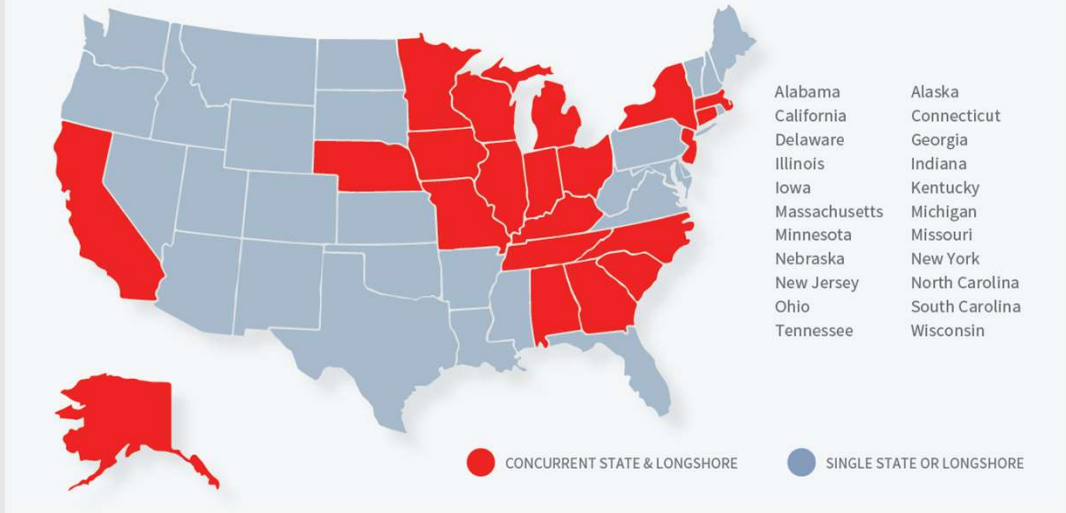 Alabama Alaska
California Connecticut
Delaware Georgia
Illinois Indiana
Iowa Kentucky
Massachusetts Michigan
Minnesota Missouri
Nebraska New York
New Jersey North Carolina
Ohio South Carolina
Tennessee Wisconsin
CONCURRENT STATE & LONGSHORE SINGLE STATE OR LONGSHORE